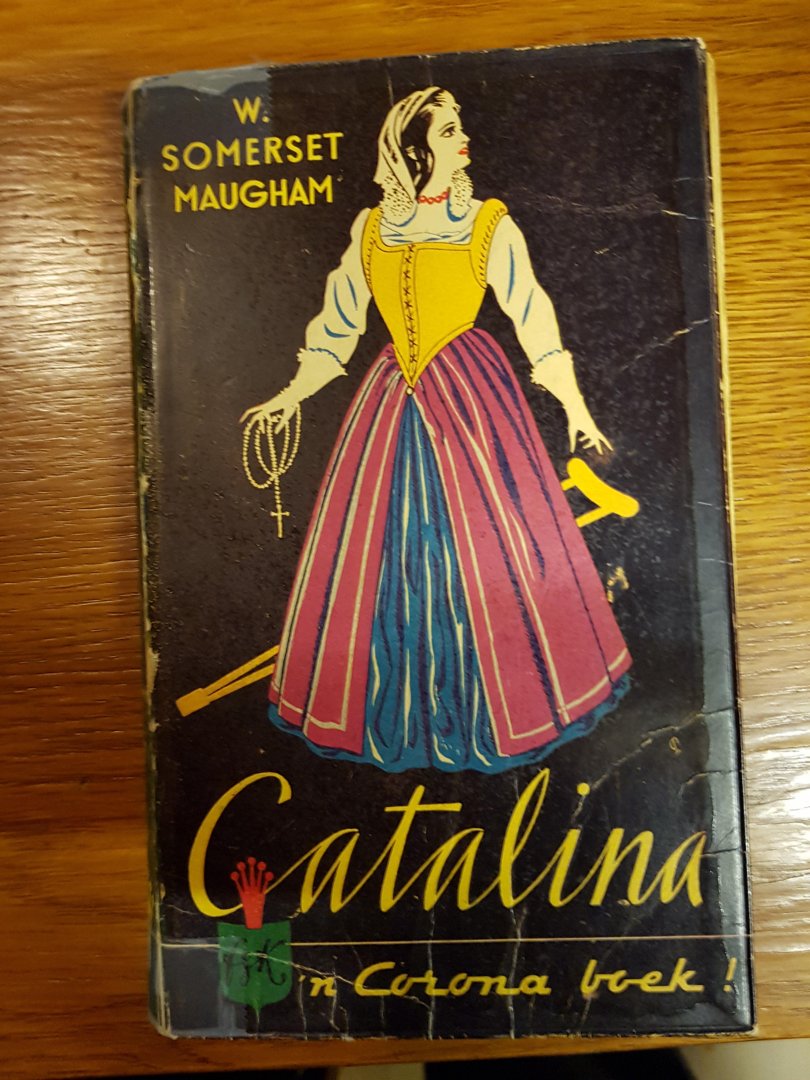 W.
SOMERSET
MAUGHAM
Catalina
'n Corona boek!